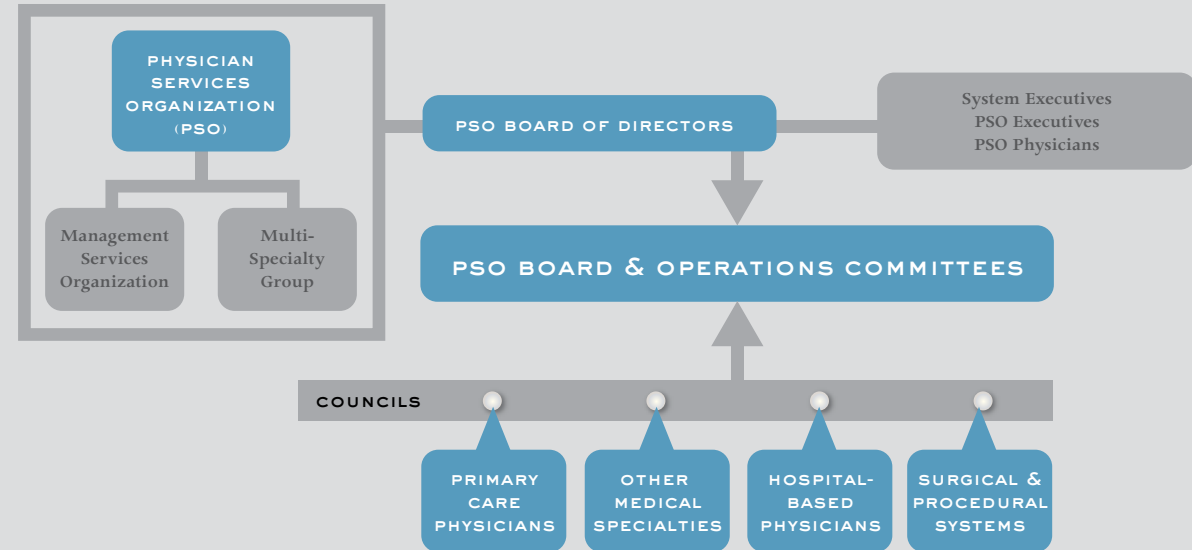 PHYSICIAN
SERVICES
ORGANIZATION
(PSO)
Management
Services
Organization
Multi-
Specialty
Group
PSO BOARD OF DIRECTORS
System Executives
PSO Executives
PSO Physicians
PSO BOARD & OPERATIONS COMMITTEES
COUNCILS
PRIMARY
CARE
PHYSICIANS
OTHER
MEDICAL
SPECIALTIES
HOSPITAL-
BASED
PHYSICIANS
SURGICAL &
PROCEDURAL
SYSTEMS